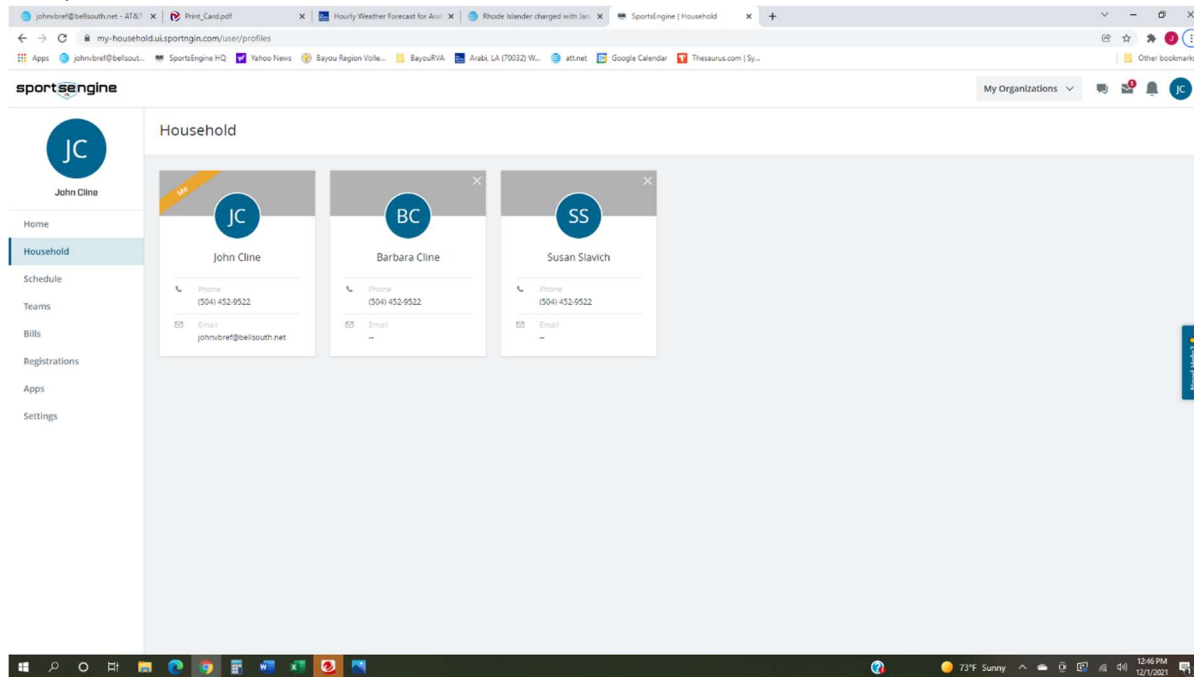 johnvbref@bellsouth.net - AT&T
Print_Card.pdf
Hourly Weather Forecast for Arab
Rhode Islander charged with Jan
SportsEngine | Household
my-household.ui.sportngin.com/user/profiles
Apps
johnvbref@bellsout...
SportsEngine HQ
Yahoo News
Bayou Region Volle...
BayouRVA
Arabi, LA (70032) W...
att.net
Google Calendar
Thesaurus.com | Sy...
Other bookmarks
sportsengine
My Organizations
JC
JC
John Cline
Home
Household
Schedule
Teams
Bills
Registrations
Apps
Settings
Household
Me
JC
John Cline
Phone
(504) 452-9522
Email
johnvbref@bellsouth.net
BC
Barbara Cline
Phone
(504) 452-9522
Email
--
SS
Susan Slavich
Phone
(504) 452-9522
Email
--
Need Help?
73°F Sunny
12:46 PM
12/1/2021